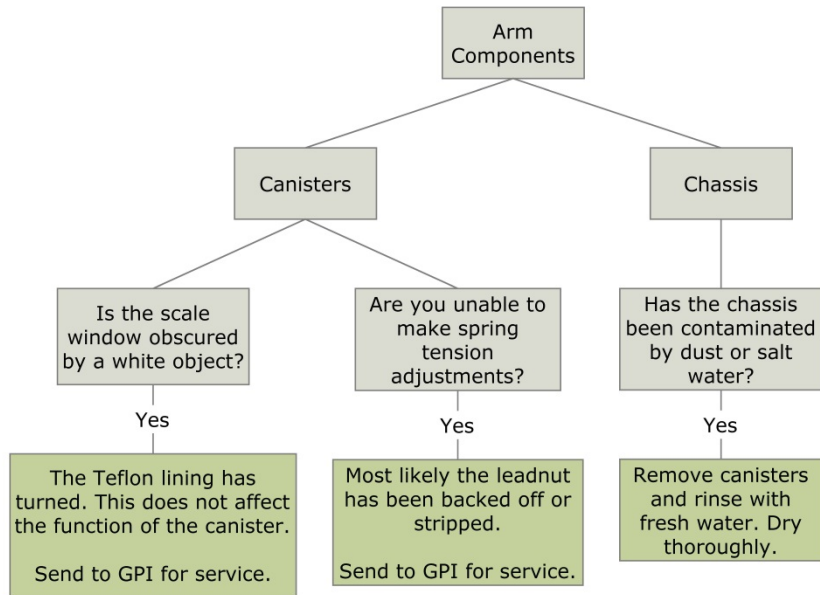 Arm
Components
Canisters
Chassis
Is the scale
window obscured
by a white object?
Are you unable to
make spring
tension
adjustments?
Has the chassis
been contaminated
by dust or salt
water?
Yes
Yes
Yes
The Teflon lining has
turned. This does not affect
the function of the canister.
Send to GPI for service.
Most likely the leadnut
has been backed off or
stripped.
Send to GPI for service.
Remove canisters
and rinse with
fresh water. Dry
thoroughly.